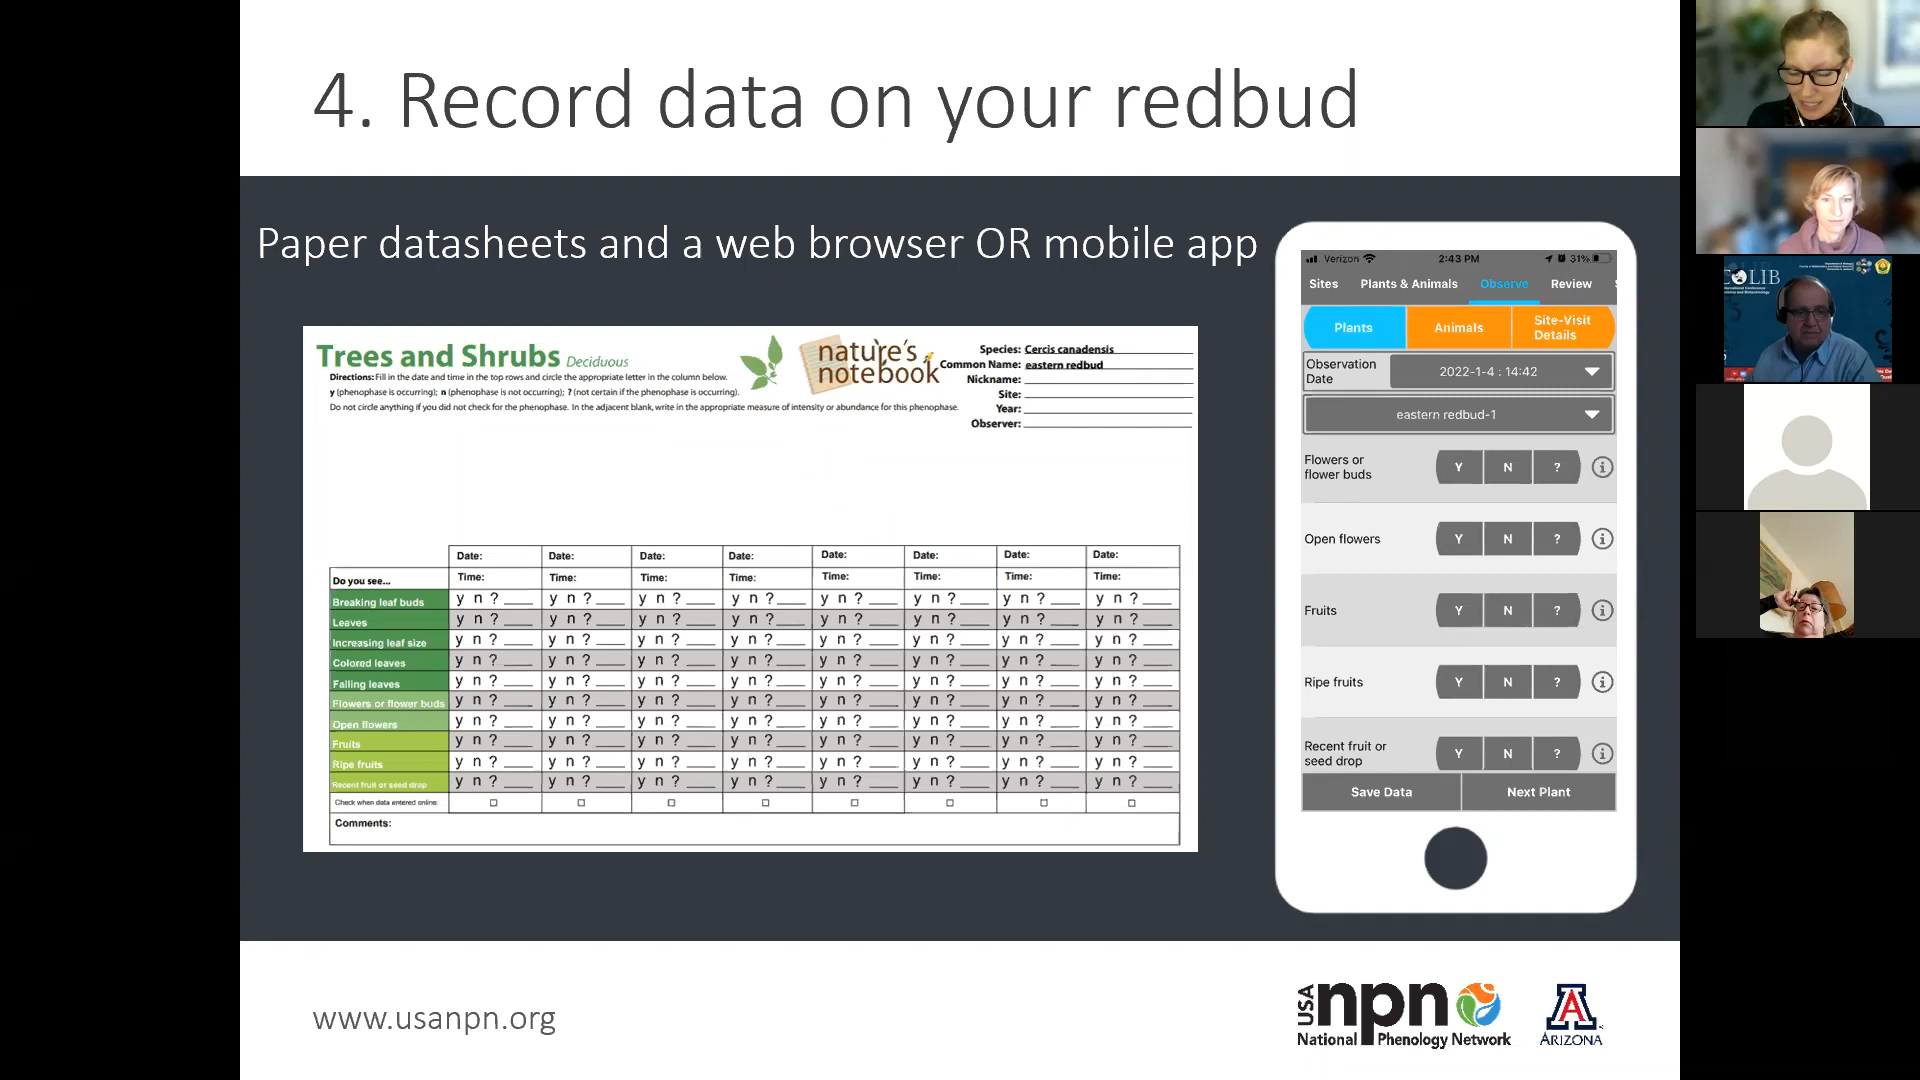 4. Record data on your redbud
Paper datasheets and a web browser OR mobile app
Trees and Shrubs Deciduous
Directions: Fill in the date and time in the top rows and circle the appropriate letter in the column below.
y (phenophase is occurring); n (phenophase is not occurring); ? (not certain if the phenophase is occurring).
Do not circle anything if you did not check for the phenophase. In the adjacent blank, write in the appropriate measure of intensity or abundance for this phenophase.
nature's
notebook
Species: Cercis canadensis
Common Name: eastern redbud
Nickname:
Site:
Year:
Observer:
Date: Date: Date: Date: Date: Date: Date: Date:
Do you see... Time: Time: Time: Time: Time: Time: Time: Time:
Breaking leaf buds y n ? y n ? y n ? y n ? y n ? y n ? y n ? y n ?
Leaves y n ? y n ? y n ? y n ? y n ? y n ? y n ? y n ?
Increasing leaf size y n ? y n ? y n ? y n ? y n ? y n ? y n ? y n ?
Colored leaves y n ? y n ? y n ? y n ? y n ? y n ? y n ? y n ?
Falling leaves y n ? y n ? y n ? y n ? y n ? y n ? y n ? y n ?
Flowers or flower buds y n ? y n ? y n ? y n ? y n ? y n ? y n ? y n ?
Open flowers y n ? y n ? y n ? y n ? y n ? y n ? y n ? y n ?
Fruits y n ? y n ? y n ? y n ? y n ? y n ? y n ? y n ?
Ripe fruits y n ? y n ? y n ? y n ? y n ? y n ? y n ? y n ?
Recent fruit or seed drop y n ? y n ? y n ? y n ? y n ? y n ? y n ? y n ?
Check when data entered online:
Comments:
Verizon 2:43 PM 31%
Sites Plants & Animals Observe Review
Plants Animals Site-Visit
Details
Observation
Date
2022-1-4 : 14:42
eastern redbud-1
Flowers or
flower buds
Y N ?
Open flowers Y N ?
Fruits Y N ?
Ripe fruits Y N ?
Recent fruit or
seed drop
Y N ?
Save Data Next Plant
www.usanpn.org
USA npn
National Phenology Network
A
ARIZONA